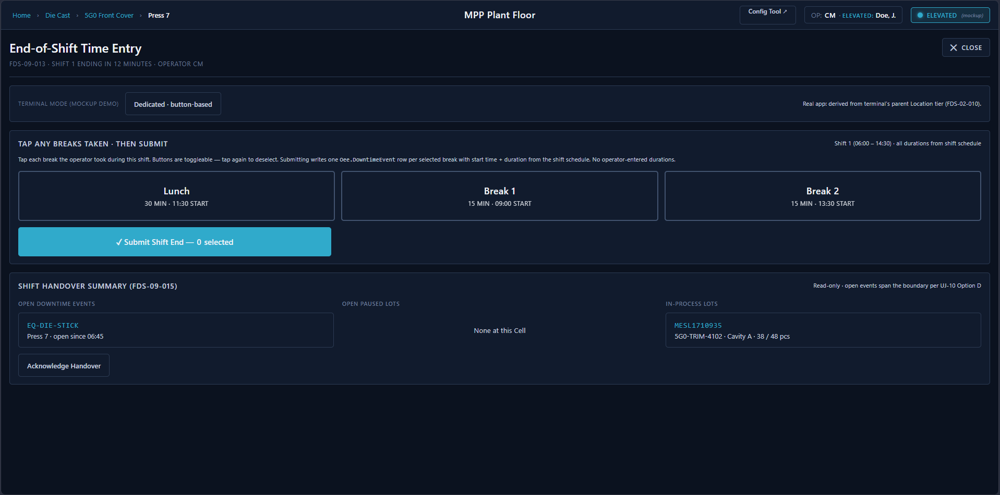 Home › Die Cast › 5G0 Front Cover › Press 7
MPP Plant Floor
Config Tool ↗
OP: CM · ELEVATED: Doe, J.
ELEVATED (mockup)
End-of-Shift Time Entry
✕ CLOSE
FDS-09-013 · SHIFT 1 ENDING IN 12 MINUTES · OPERATOR CM
TERMINAL MODE (MOCKUP DEMO)
Dedicated · button-based
Real app: derived from terminal's parent Location tier (FDS-02-010).
TAP ANY BREAKS TAKEN · THEN SUBMIT
Shift 1 (06:00 – 14:30) · all durations from shift schedule
Tap each break the operator took during this shift. Buttons are toggleable — tap again to deselect. Submitting writes one Oee.DowntimeEvent row per selected break with start time + duration from the shift schedule. No operator-entered durations.
Lunch
30 MIN · 11:30 START
Break 1
15 MIN · 09:00 START
Break 2
15 MIN · 13:30 START
✓ Submit Shift End — 0 selected
SHIFT HANDOVER SUMMARY (FDS-09-015)
Read-only · open events span the boundary per UJ-10 Option D
OPEN DOWNTIME EVENTS
EQ-DIE-STICK
Press 7 · open since 06:45
OPEN PAUSED LOTS
None at this Cell
IN-PROCESS LOTS
MESL1710935
5G0-TRIM-4102 · Cavity A · 38 / 48 pcs
Acknowledge Handover